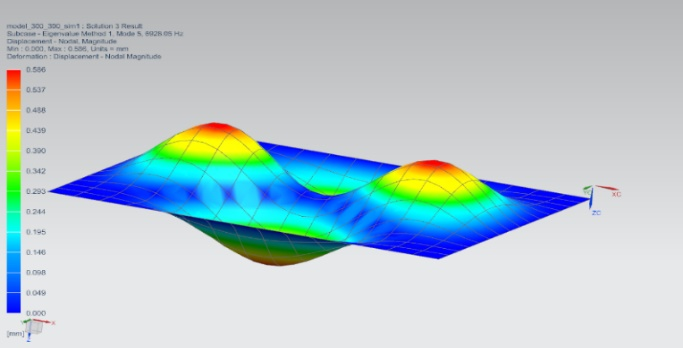 model_300_300_sim1 : Solution 3 Result
Subcase - Eigenvalue Method 1, Mode 5, 6928.65 Hz
Displacement - Nodal, Magnitude
Min : 0.000, Max : 0.586, Units = mm
Deformation : Displacement - Nodal Magnitude
0.586
0.537
0.488
0.439
0.390
0.342
0.293
0.244
0.195
0.146
0.098
0.049
0.000
[mm]
X
Z
XC
YC
ZC